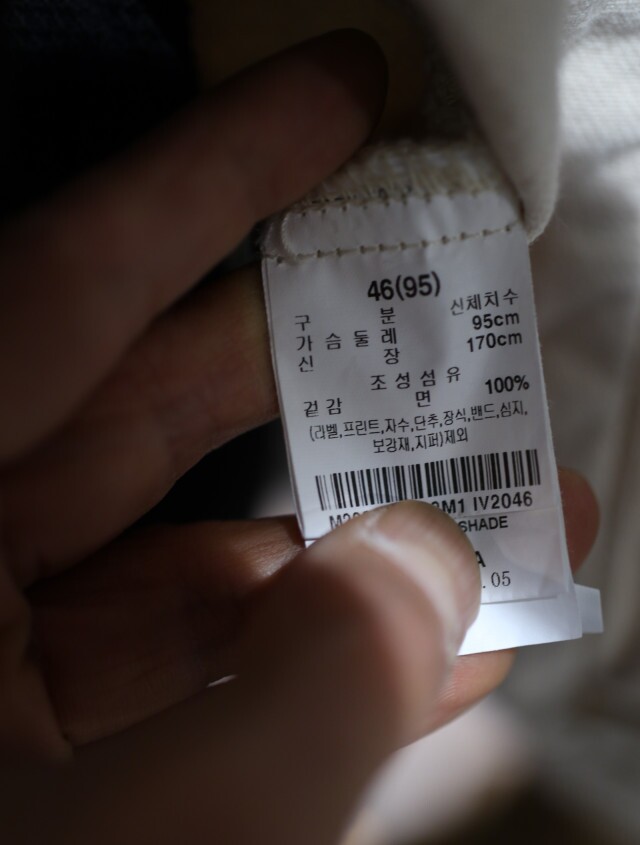 46(95)
구 분 신체치수
가 슴 둘 레 95cm
신 장 170cm
조성섬유
겉감 면 100%
(리벨,프린트,자수,단추,장식,밴드,심지,
보강재,지퍼)제외
IV2046
SHADE
. 05